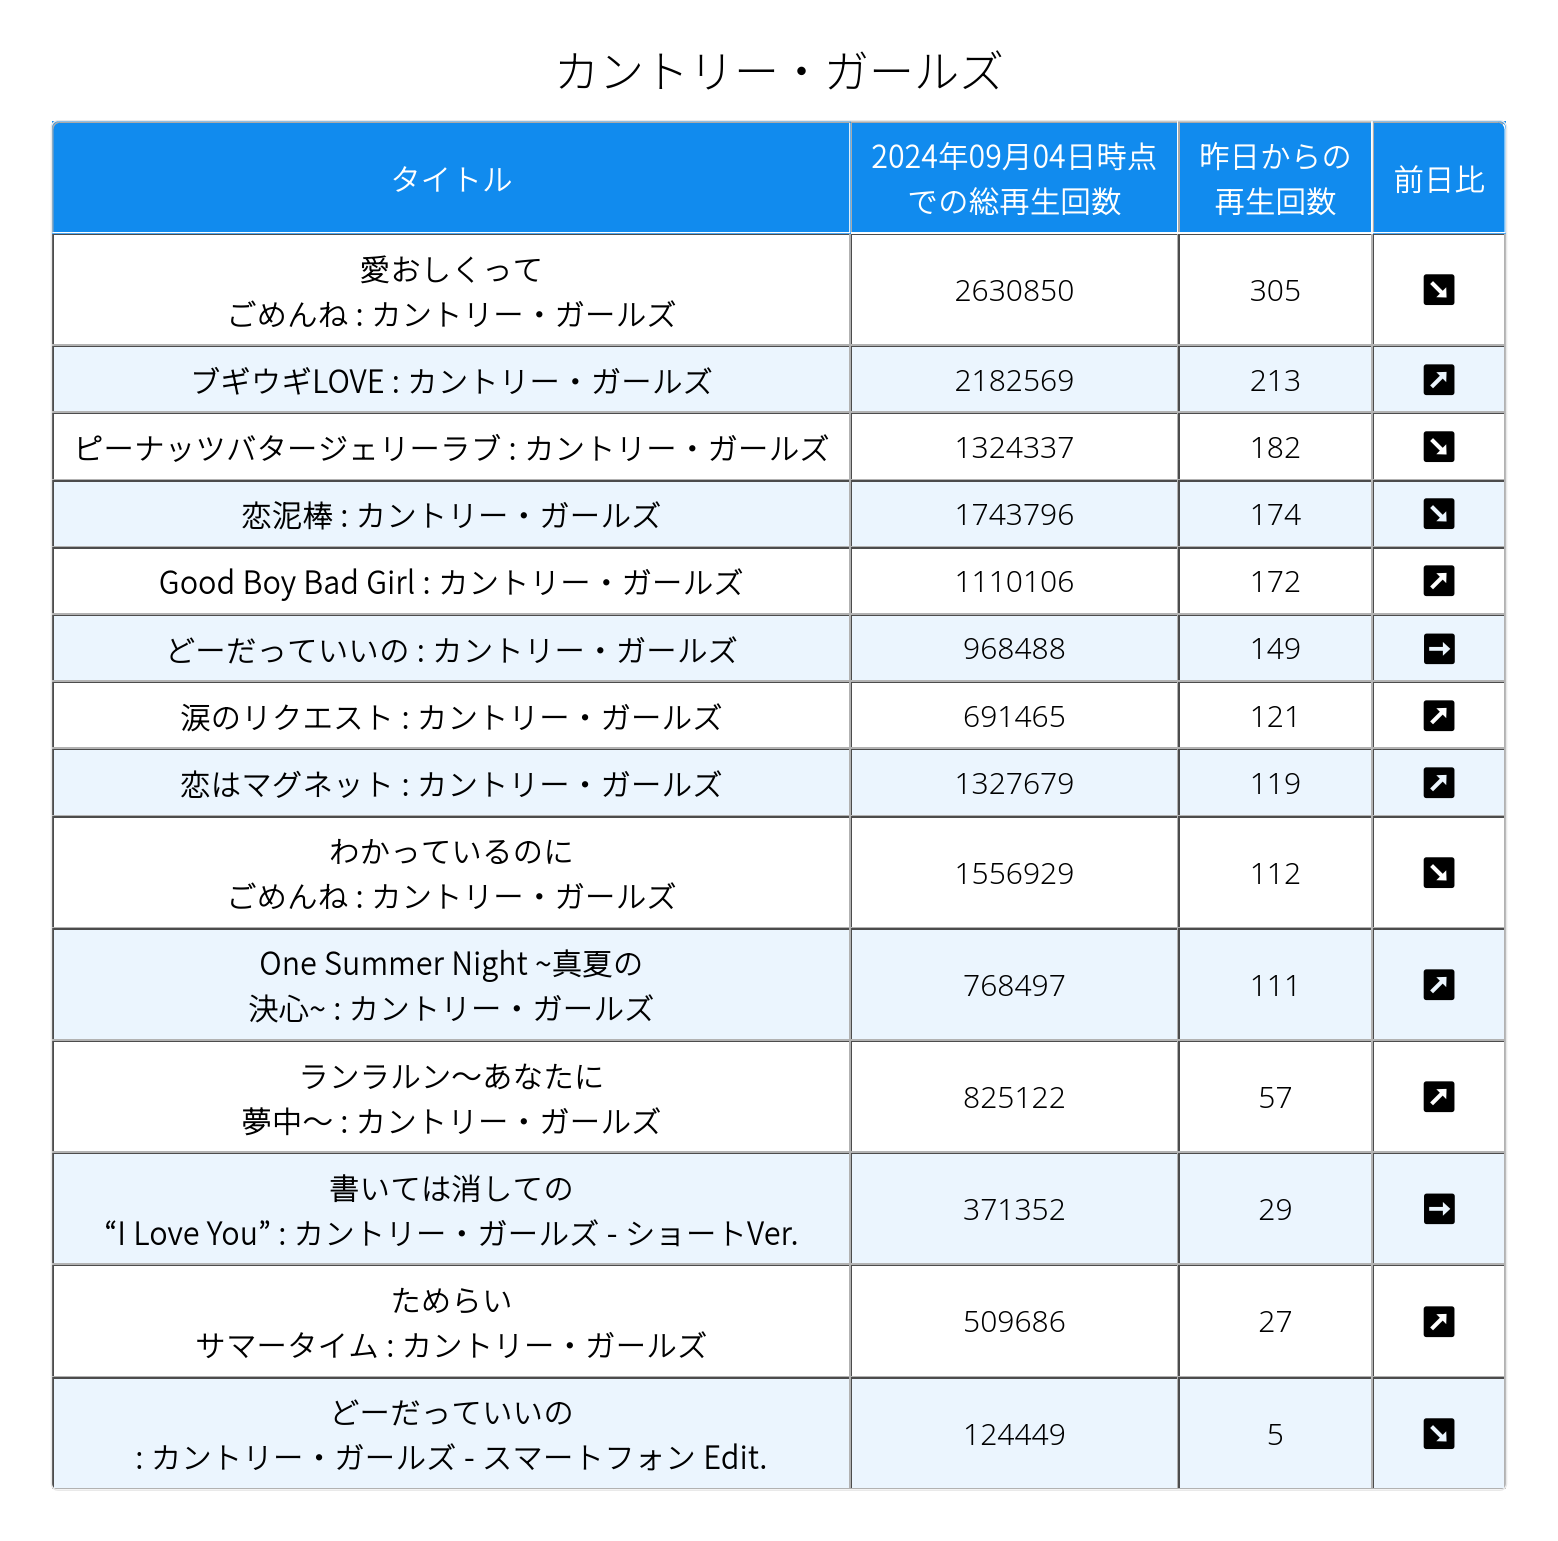 カントリー・ガールズ
タイトル
2024年09月04日時点
での総再生回数
昨日からの
再生回数
前日比
愛おしくって
ごめんね : カントリー・ガールズ
2630850
305
ブギウギLOVE : カントリー・ガールズ
2182569
213
ピーナッツバタージェリーラブ : カントリー・ガールズ
1324337
182
恋泥棒 : カントリー・ガールズ
1743796
174
Good Boy Bad Girl : カントリー・ガールズ
1110106
172
どーだっていいの : カントリー・ガールズ
968488
149
涙のリクエスト : カントリー・ガールズ
691465
121
恋はマグネット : カントリー・ガールズ
1327679
119
わかっているのに
ごめんね : カントリー・ガールズ
1556929
112
One Summer Night ~真夏の
決心~ : カントリー・ガールズ
768497
111
ランラルン～あなたに
夢中～ : カントリー・ガールズ
825122
57
書いては消しての
“I Love You” : カントリー・ガールズ - ショートVer.
371352
29
ためらい
サマータイム : カントリー・ガールズ
509686
27
どーだっていいの
: カントリー・ガールズ - スマートフォン Edit.
124449
5